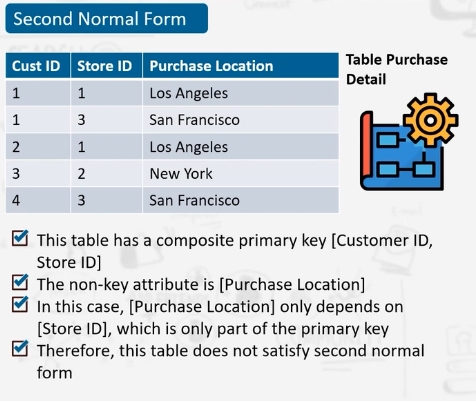 Second Normal Form
Cust ID Store ID Purchase Location
1 1 Los Angeles
1 3 San Francisco
2 1 Los Angeles
3 2 New York
4 3 San Francisco
Table Purchase
Detail
This table has a composite primary key [Customer ID,
Store ID]
The non-key attribute is [Purchase Location]
In this case, [Purchase Location] only depends on
[Store ID], which is only part of the primary key
Therefore, this table does not satisfy second normal
form